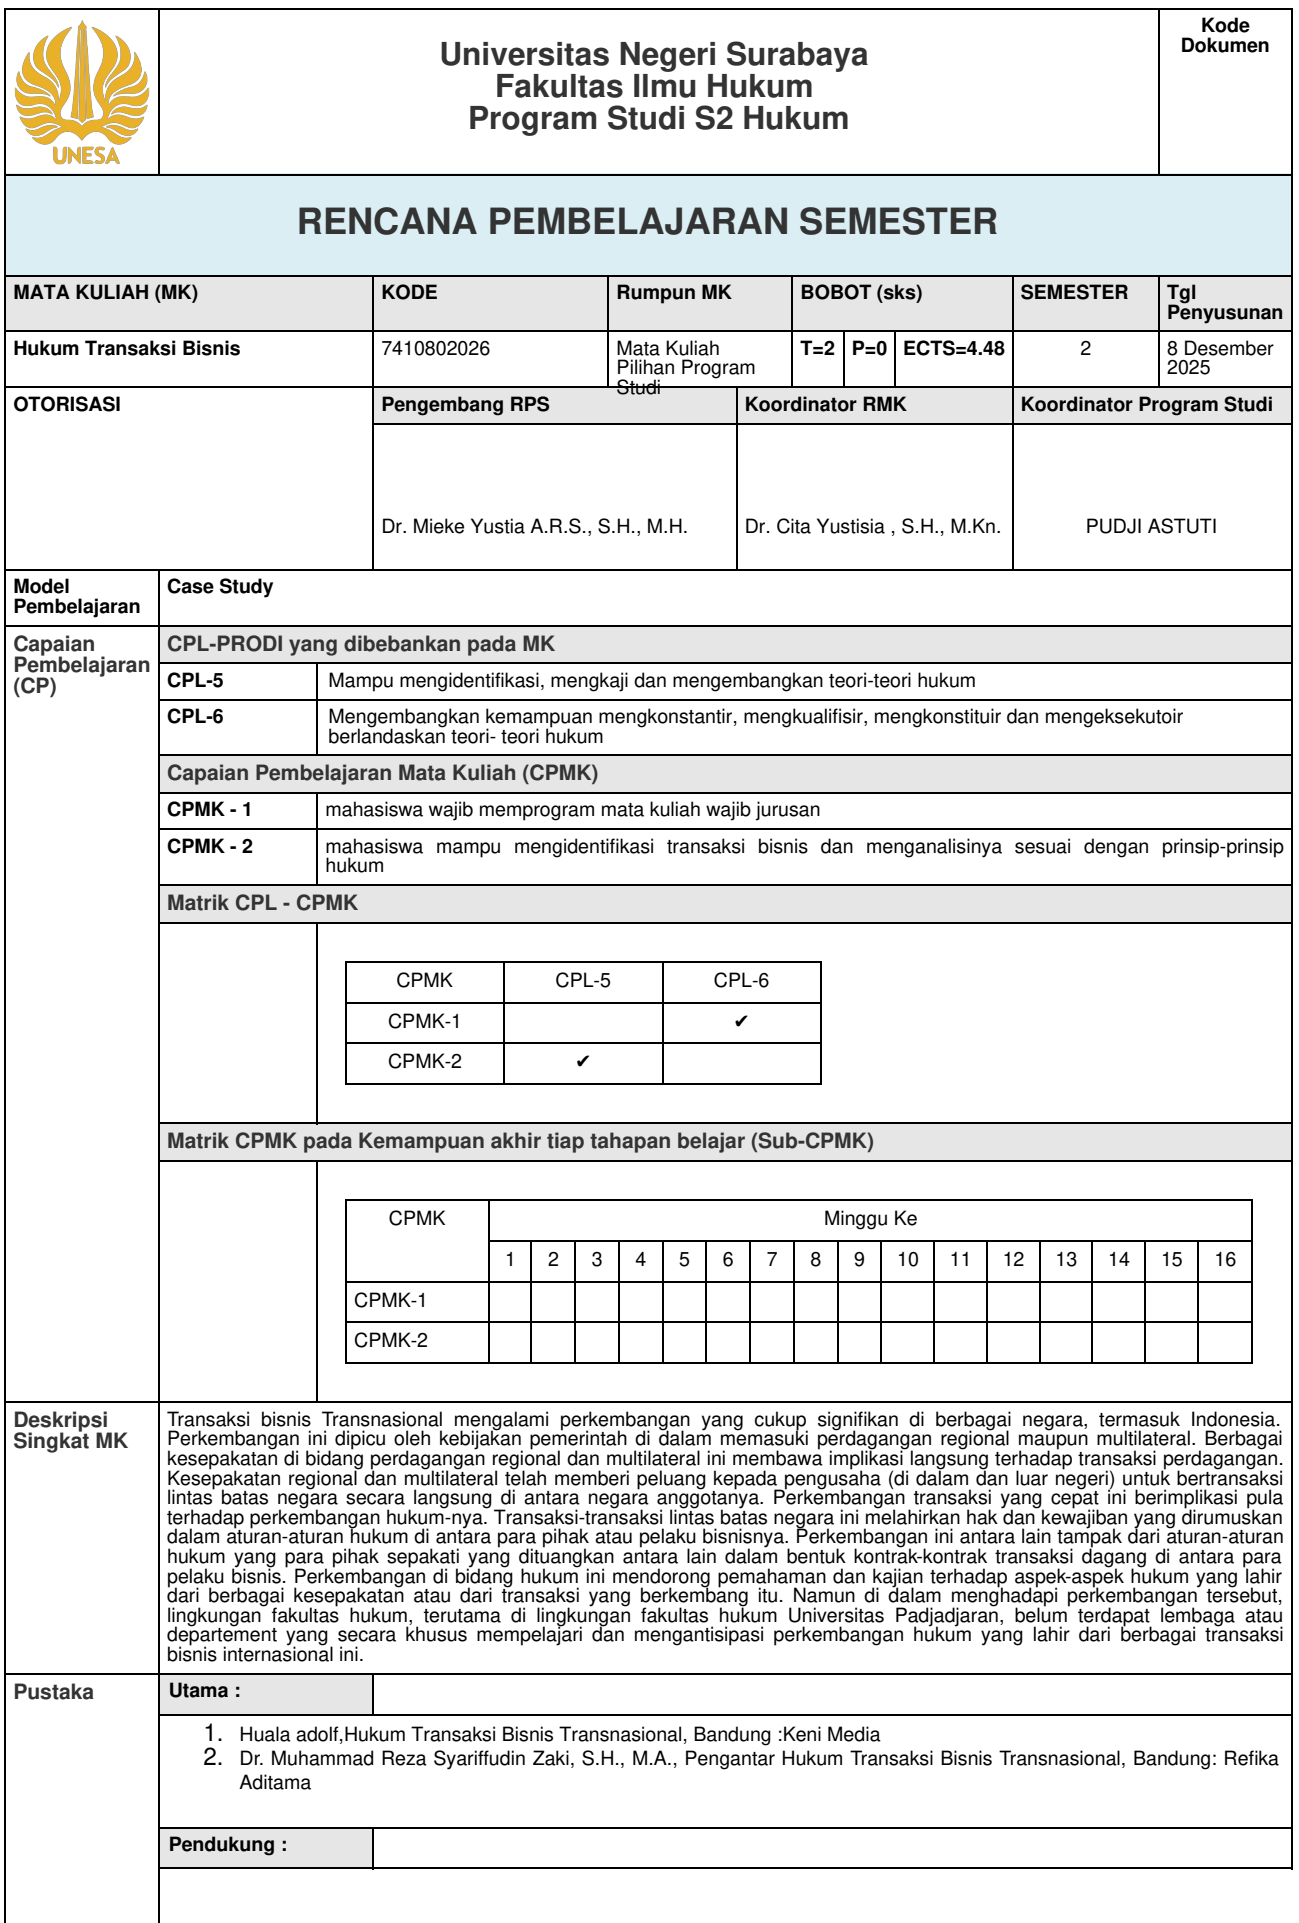 UNESA
Universitas Negeri Surabaya
Fakultas Ilmu Hukum
Program Studi S2 Hukum
Kode
Dokumen
RENCANA PEMBELAJARAN SEMESTER
MATA KULIAH (MK) KODE Rumpun MK BOBOT (sks) SEMESTER Tgl
Penyusunan
Hukum Transaksi Bisnis 7410802026 Mata Kuliah
Pilihan Program
Studi
T=2 P=0 ECTS=4.48 2 8 Desember
2025
OTORISASI Pengembang RPS Koordinator RMK Koordinator Program Studi
Dr. Mieke Yustia A.R.S., S.H., M.H. Dr. Cita Yustisia , S.H., M.Kn. PUDJI ASTUTI
Model
Pembelajaran
Case Study
Capaian
Pembelajaran
(CP)
CPL-PRODI yang dibebankan pada MK
CPL-5 Mampu mengidentifikasi, mengkaji dan mengembangkan teori-teori hukum
CPL-6 Mengembangkan kemampuan mengkonstantir, mengkualifisir, mengkonstituir dan mengeksekutoir
berlandaskan teori- teori hukum
Capaian Pembelajaran Mata Kuliah (CPMK)
CPMK - 1 mahasiswa wajib memprogram mata kuliah wajib jurusan
CPMK - 2 mahasiswa mampu mengidentifikasi transaksi bisnis dan menganalisinya sesuai dengan prinsip-prinsip
hukum
Matrik CPL - CPMK
CPMK CPL-5 CPL-6
CPMK-1 ✔
CPMK-2 ✔
Matrik CPMK pada Kemampuan akhir tiap tahapan belajar (Sub-CPMK)
CPMK Minggu Ke
1 2 3 4 5 6 7 8 9 10 11 12 13 14 15 16
CPMK-1
CPMK-2
Deskripsi
Singkat MK
Transaksi bisnis Transnasional mengalami perkembangan yang cukup signifikan di berbagai negara, termasuk Indonesia.
Perkembangan ini dipicu oleh kebijakan pemerintah di dalam memasuki perdagangan regional maupun multilateral. Berbagai
kesepakatan di bidang perdagangan regional dan multilateral ini membawa implikasi langsung terhadap transaksi perdagangan.
Kesepakatan regional dan multilateral telah memberi peluang kepada pengusaha (di dalam dan luar negeri) untuk bertransaksi
lintas batas negara secara langsung di antara negara anggotanya. Perkembangan transaksi yang cepat ini berimplikasi pula
terhadap perkembangan hukum-nya. Transaksi-transaksi lintas batas negara ini melahirkan hak dan kewajiban yang dirumuskan
dalam aturan-aturan hukum di antara para pihak atau pelaku bisnisnya. Perkembangan ini antara lain tampak dari aturan-aturan
hukum yang para pihak sepakati yang dituangkan antara lain dalam bentuk kontrak-kontrak transaksi dagang di antara para
pelaku bisnis. Perkembangan di bidang hukum ini mendorong pemahaman dan kajian terhadap aspek-aspek hukum yang lahir
dari berbagai kesepakatan atau dari transaksi yang berkembang itu. Namun di dalam menghadapi perkembangan tersebut,
lingkungan fakultas hukum, terutama di lingkungan fakultas hukum Universitas Padjadjaran, belum terdapat lembaga atau
departement yang secara khusus mempelajari dan mengantisipasi perkembangan hukum yang lahir dari berbagai transaksi
bisnis internasional ini.
Pustaka Utama :
1. Huala adolf,Hukum Transaksi Bisnis Transnasional, Bandung :Keni Media
2. Dr. Muhammad Reza Syariffudin Zaki, S.H., M.A., Pengantar Hukum Transaksi Bisnis Transnasional, Bandung: Refika
Aditama
Pendukung :